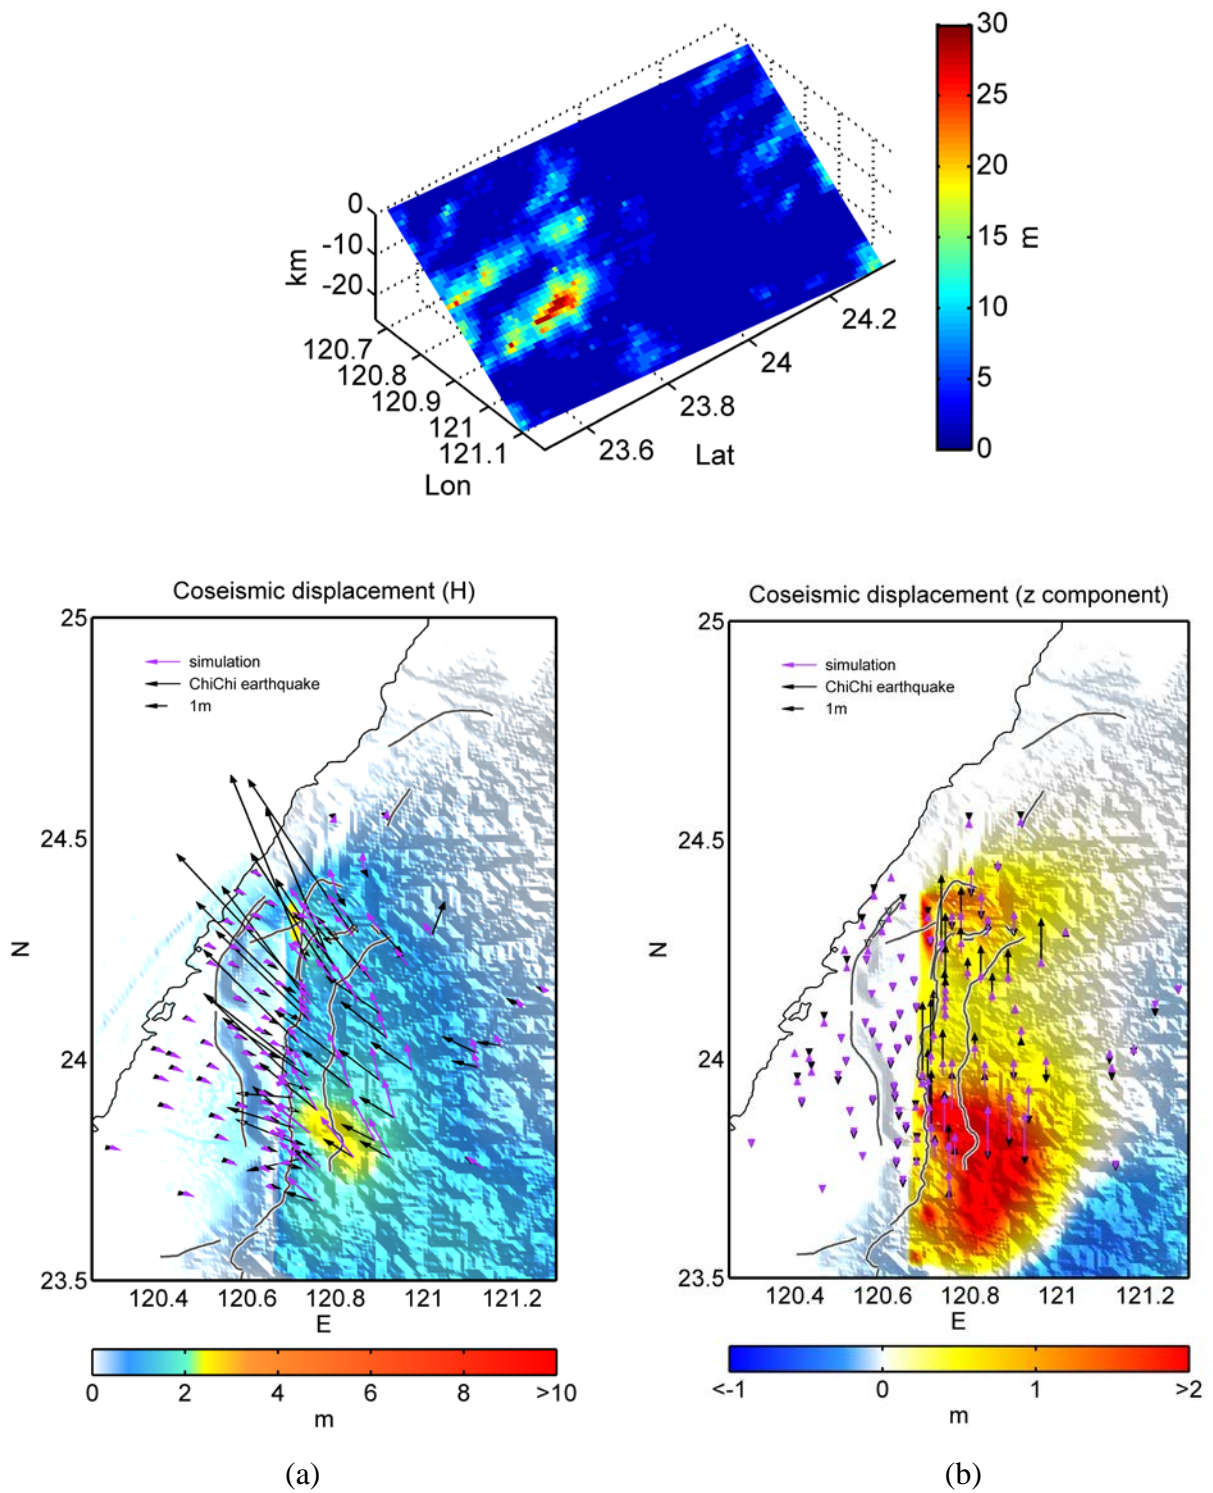 30
25
20
15
10
5
0
m
0
-10
-20
km
120.7
120.8
120.9
121
121.1
Lon
23.6
23.8
24
24.2
Lat
Coseismic displacement (H)
25
24.5
24
23.5
N
simulation
ChiChi earthquake
1m
120.4 120.6 120.8 121 121.2
E
0 2 4 6 8 >10
m
(a)
Coseismic displacement (z component)
25
24.5
24
23.5
N
simulation
ChiChi earthquake
1m
120.4 120.6 120.8 121 121.2
E
<-1 0 1 >2
m
(b)